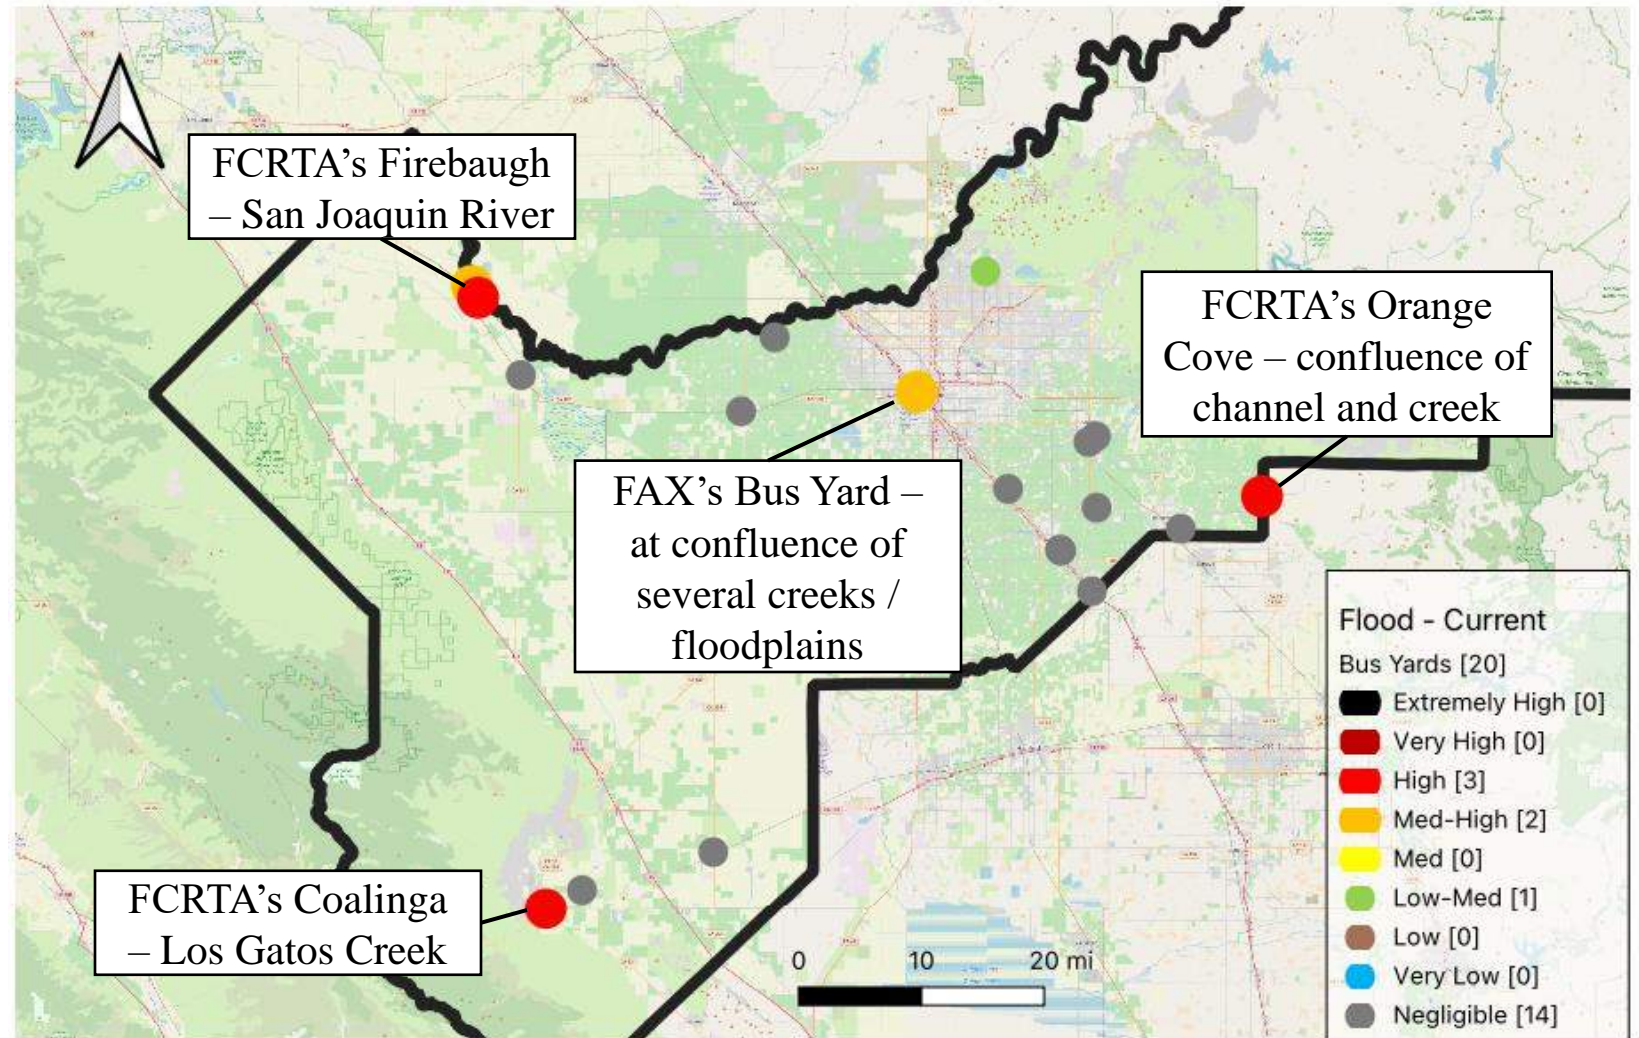 FCRTA’s Firebaugh
– San Joaquin River
FCRTA’s Orange
Cove – confluence of
channel and creek
FAX’s Bus Yard –
at confluence of
several creeks /
floodplains
FCRTA’s Coalinga
– Los Gatos Creek
0 10 20 mi
Flood - Current
Bus Yards [20]
Extremely High [0]
Very High [0]
High [3]
Med-High [2]
Med [0]
Low-Med [1]
Low [0]
Very Low [0]
Negligible [14]